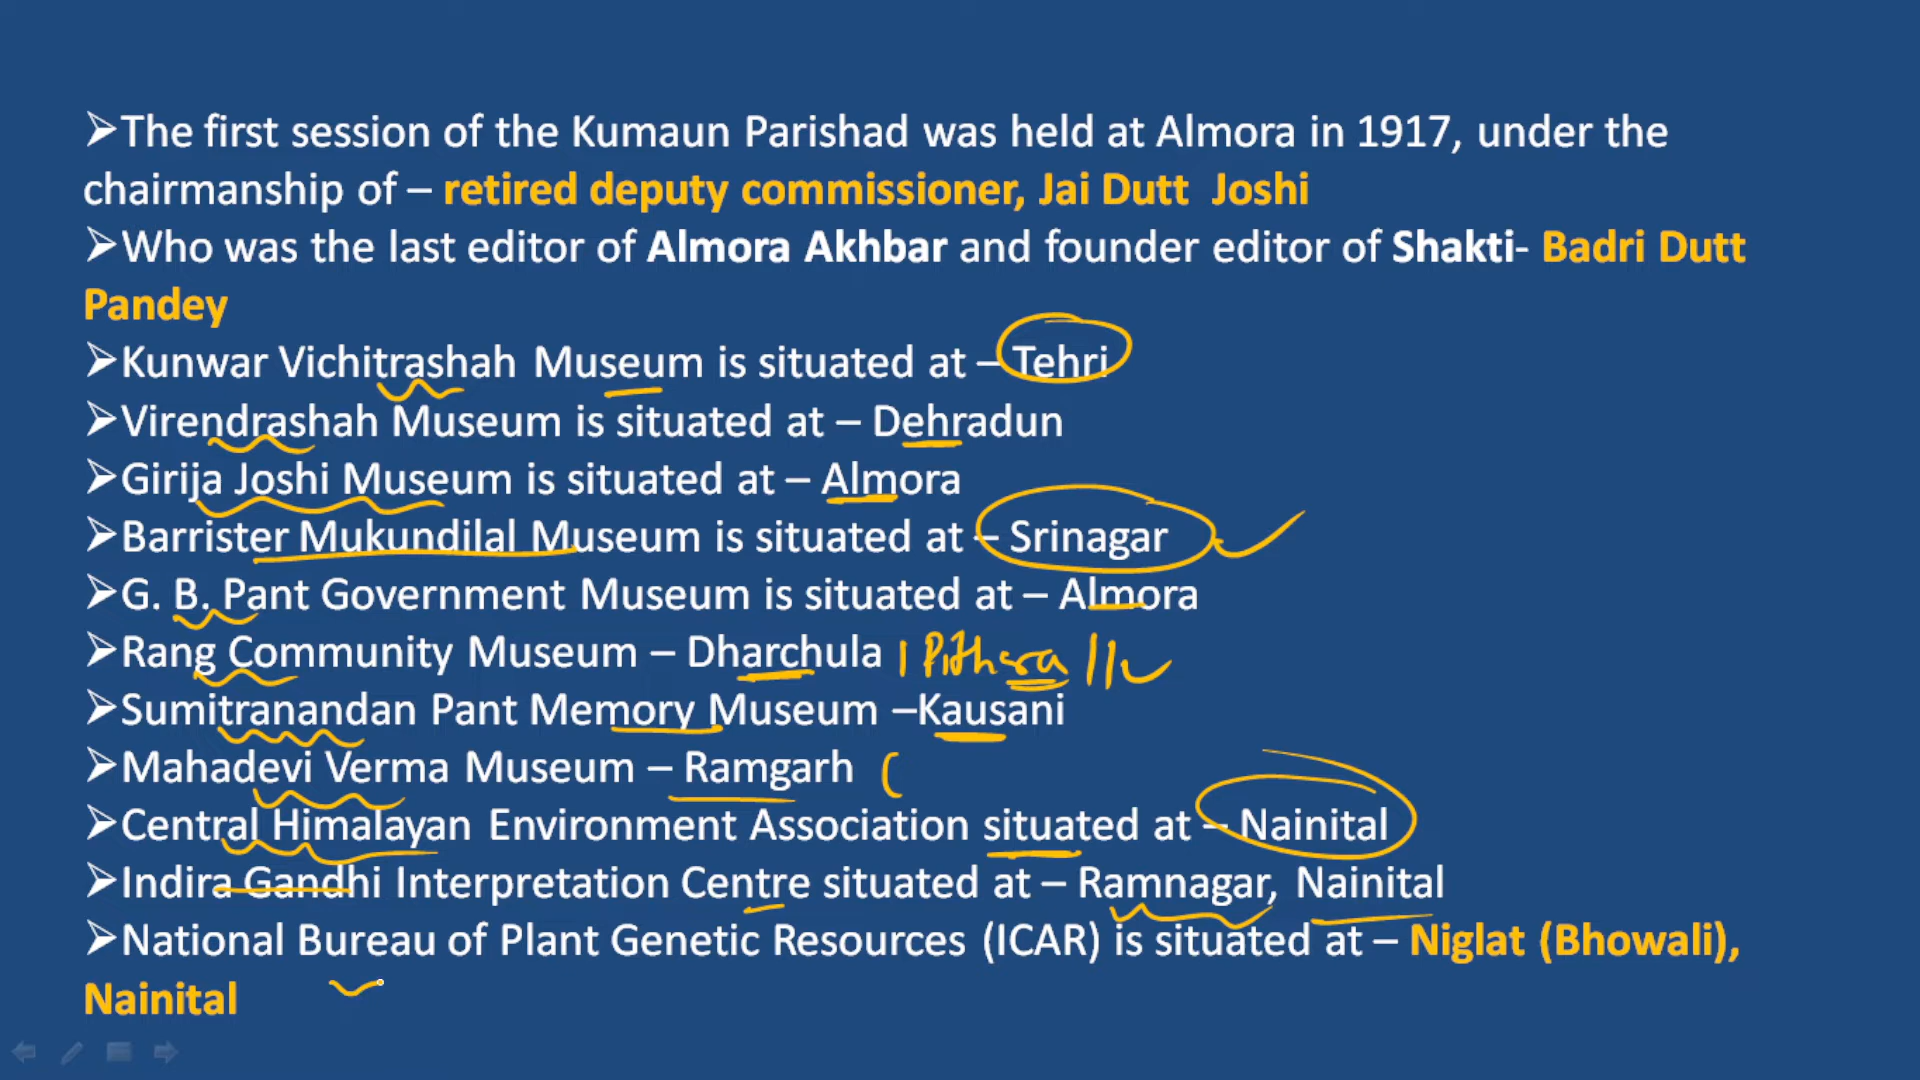 ➤The first session of the Kumaun Parishad was held at Almora in 1917, under the
chairmanship of – retired deputy commissioner, Jai Dutt Joshi
➤Who was the last editor of Almora Akhbar and founder editor of Shakti- Badri Dutt
Pandey
➤Kunwar Vichitrashah Museum is situated at – Tehri
➤Virendrashah Museum is situated at – Dehradun
➤Girija Joshi Museum is situated at – Almora
➤Barrister Mukundilal Museum is situated at – Srinagar
➤G. B. Pant Government Museum is situated at – Almora
➤Rang Community Museum – Dharchula
➤Sumitranandan Pant Memory Museum –Kausani
➤Mahadevi Verma Museum – Ramgarh (
➤Central Himalayan Environment Association situated at – Nainital
➤Indira Gandhi Interpretation Centre situated at – Ramnagar, Nainital
➤National Bureau of Plant Genetic Resources (ICAR) is situated at – Niglat (Bhowali),
Nainital